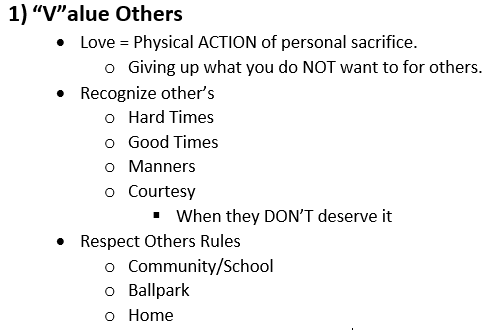 1) “V”alue Others
• Love = Physical ACTION of personal sacrifice.
o Giving up what you do NOT want to for others.
• Recognize other’s
o Hard Times
o Good Times
o Manners
o Courtesy
▪ When they DON’T deserve it
• Respect Others Rules
o Community/School
o Ballpark
o Home